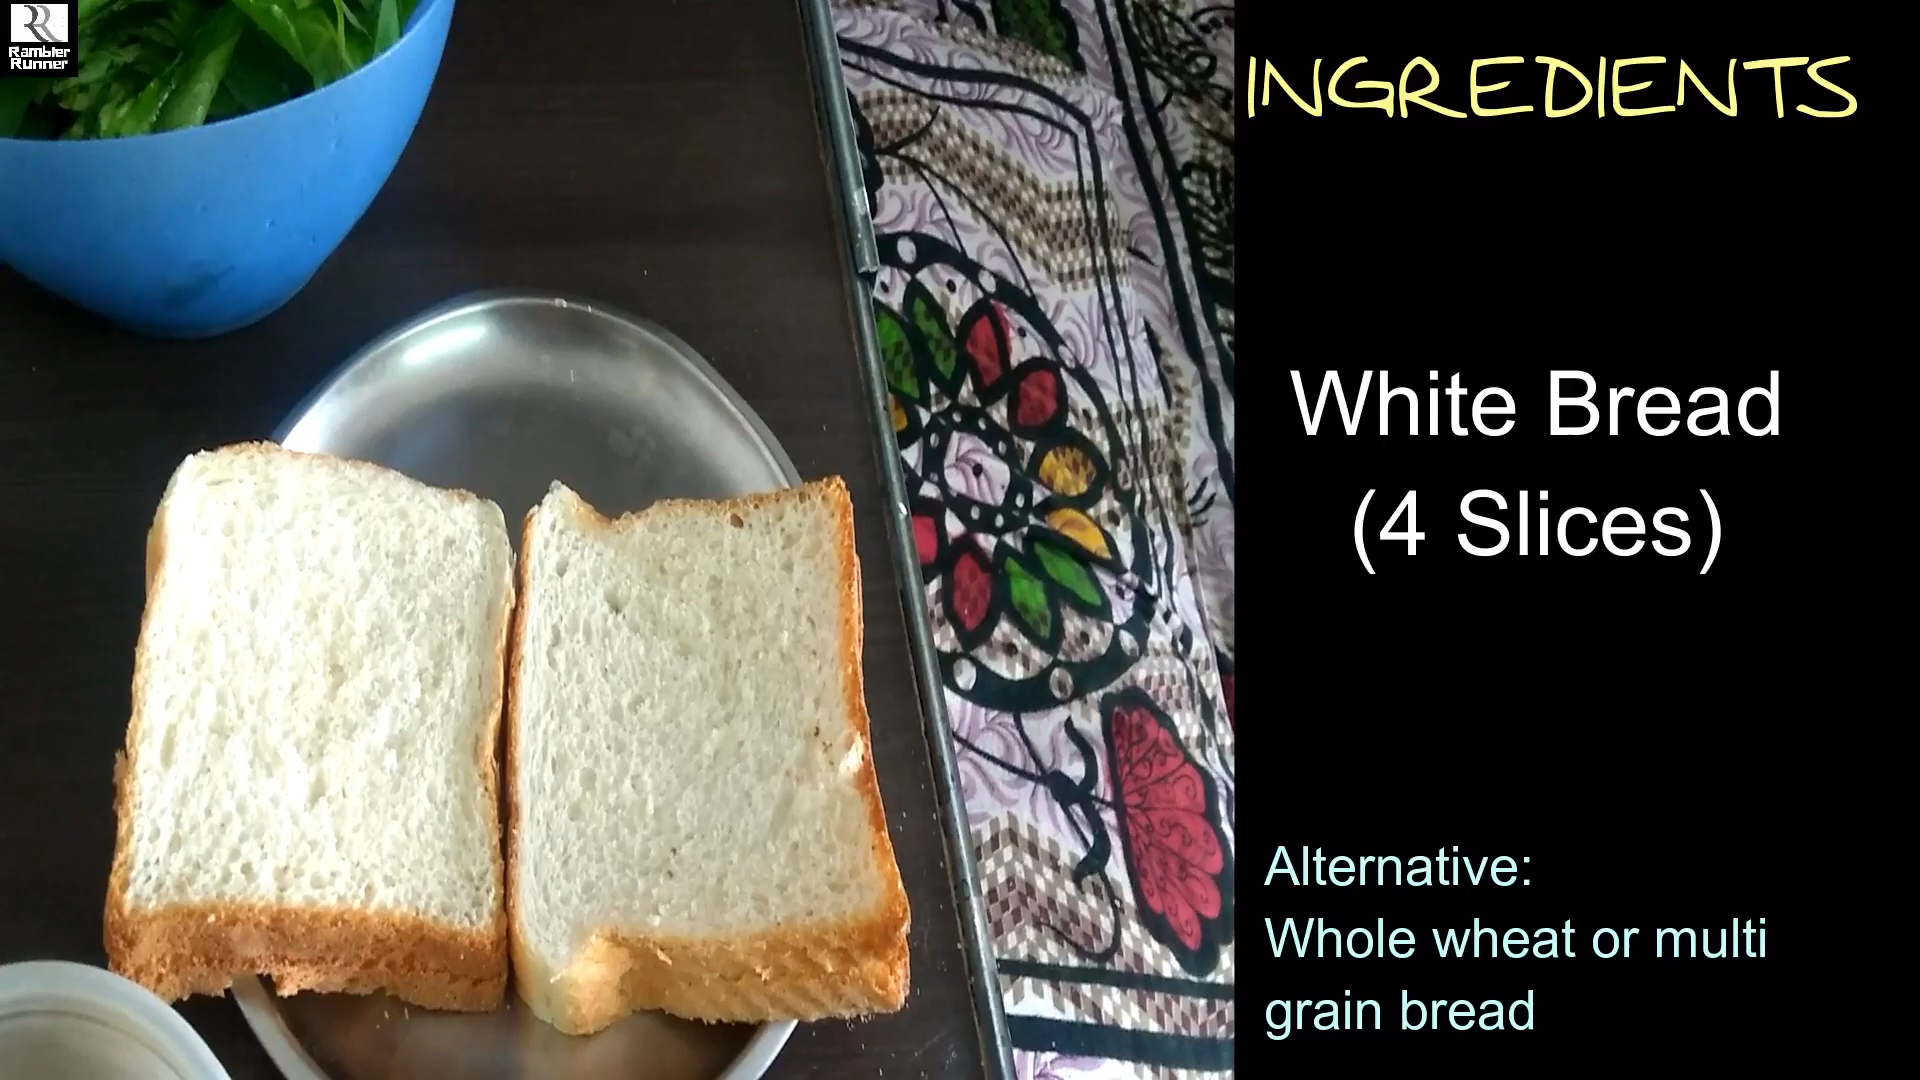 Rambler
Runner
INGREDIENTS
White Bread
(4 Slices)
Alternative:
Whole wheat or multi
grain bread